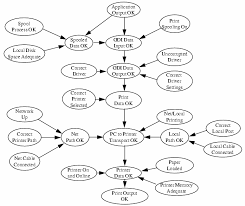 Application
Output OK
Spool
Process OK
Print
Spooling On
Spooled
Data OK
GDI Data
Input OK
Local Disk
Space Adequate
Uncorrupted
Driver
Correct
Driver
GDI Data
Output OK
Correct
Driver
Settings
Correct
Printer
Selected
Print
Data OK
Network
Up
Net/Local
Printing
Correct
Local Port
Correct
Printer Path
Net
Path OK
PC to Printer
Transport OK
Local
Path OK
Net Cable
Connected
Local Cable
Connected
Paper
Loaded
Printer On
and Online
Printer
Data OK
Printer Memory
Adequate
Print Output
OK